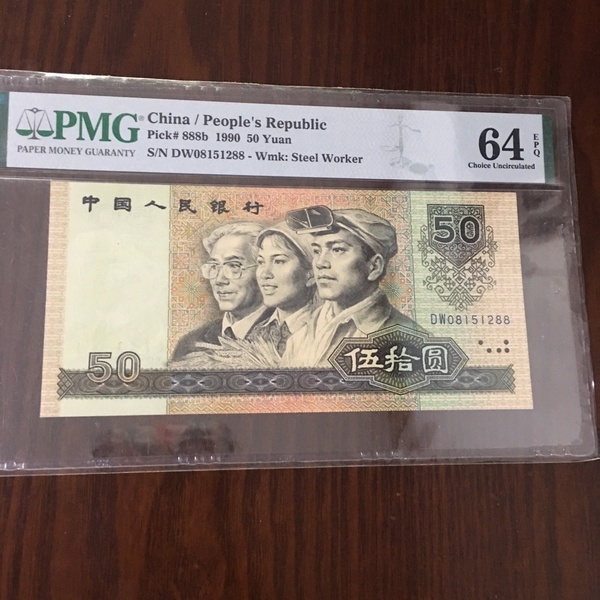 PMG
PAPER MONEY GUARANTY
China / People's Republic
Pick# 888b 1990 50 Yuan
S/N DW08151288 - Wmk: Steel Worker
64 EPQ
Choice Uncirculated
中国人民银行
50
DW08151288
50
伍拾圆